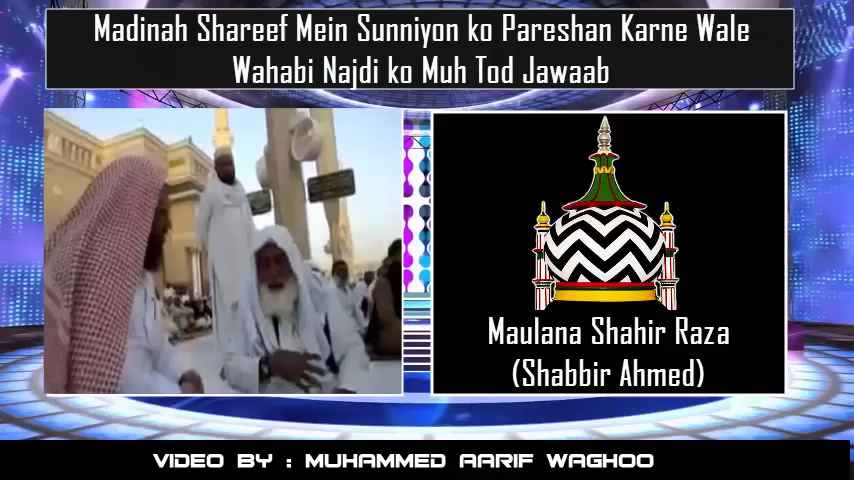 Madinah Shareef Mein Sunniyon ko Pareshan Karne Wale
Wahabi Najdi ko Muh Tod Jawaab
Maulana Shahir Raza
(Shabbir Ahmed)
VIDEO BY : MUHAMMED AARIF WAGHOO